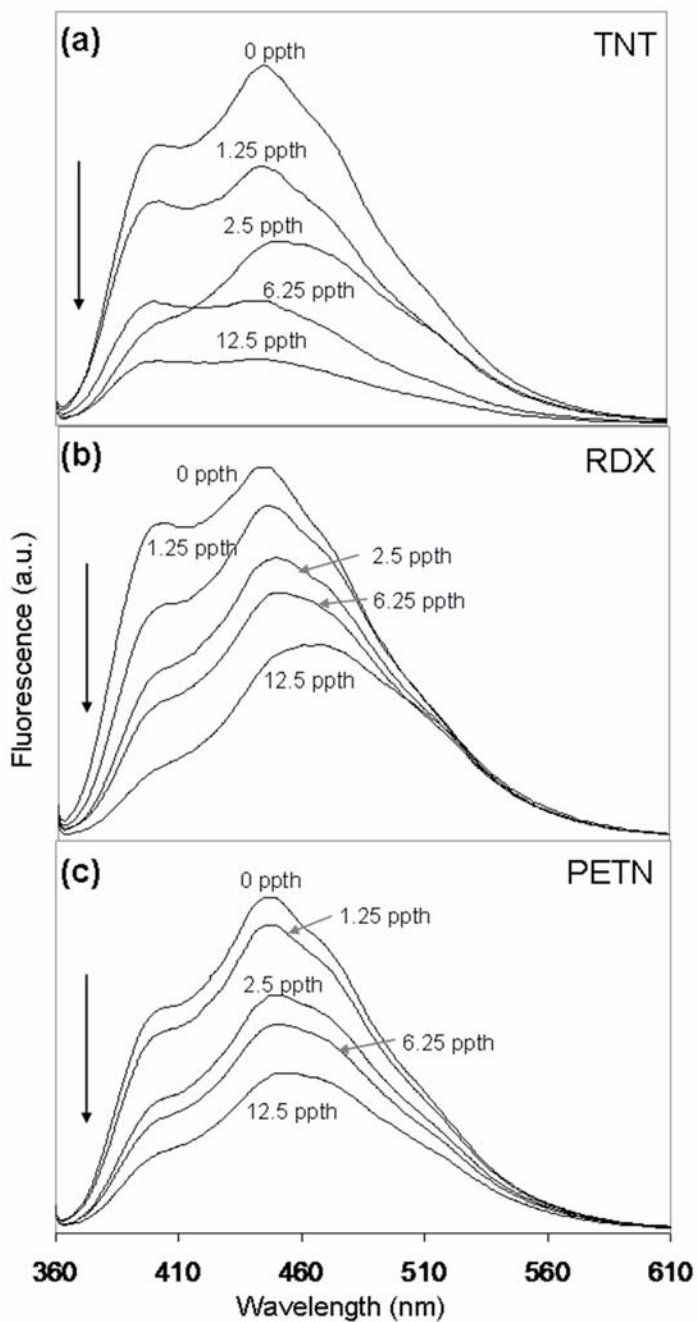 (a)
TNT
0 ppth
1.25 ppth
2.5 ppth
6.25 ppth
12.5 ppth
(b)
RDX
0 ppth
1.25 ppth
2.5 ppth
6.25 ppth
12.5 ppth
(c)
PETN
0 ppth
1.25 ppth
2.5 ppth
6.25 ppth
12.5 ppth
Fluorescence (a.u.)
360 410 460 510 560 610
Wavelength (nm)